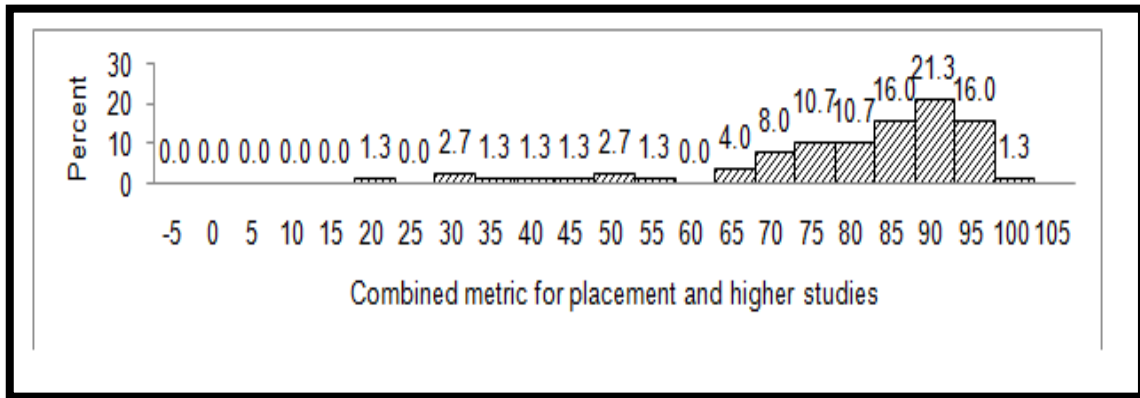 Percent
30
20
10
0
0.0 0.0 0.0 0.0 0.0 1.3 0.0 2.7 1.3 1.3 1.3 2.7 1.3 0.0 4.0 8.0 10.7 10.7 16.0 21.3 16.0 1.3
-5 0 5 10 15 20 25 30 35 40 45 50 55 60 65 70 75 80 85 90 95 100 105
Combined metric for placement and higher studies